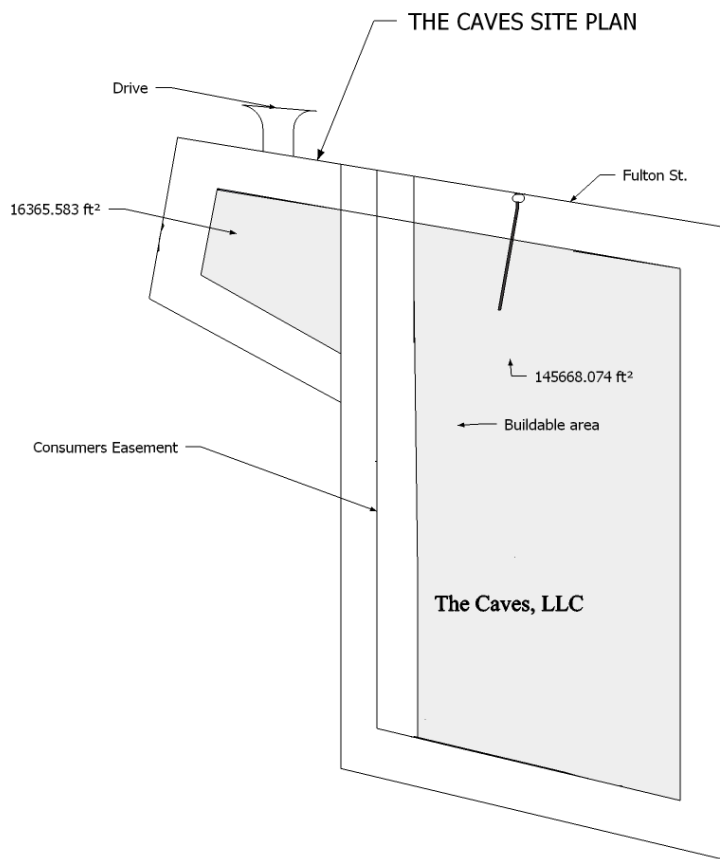 THE CAVES SITE PLAN
Drive
Fulton St.
16365.583 ft²
145668.074 ft²
Buildable area
Consumers Easement
The Caves, LLC